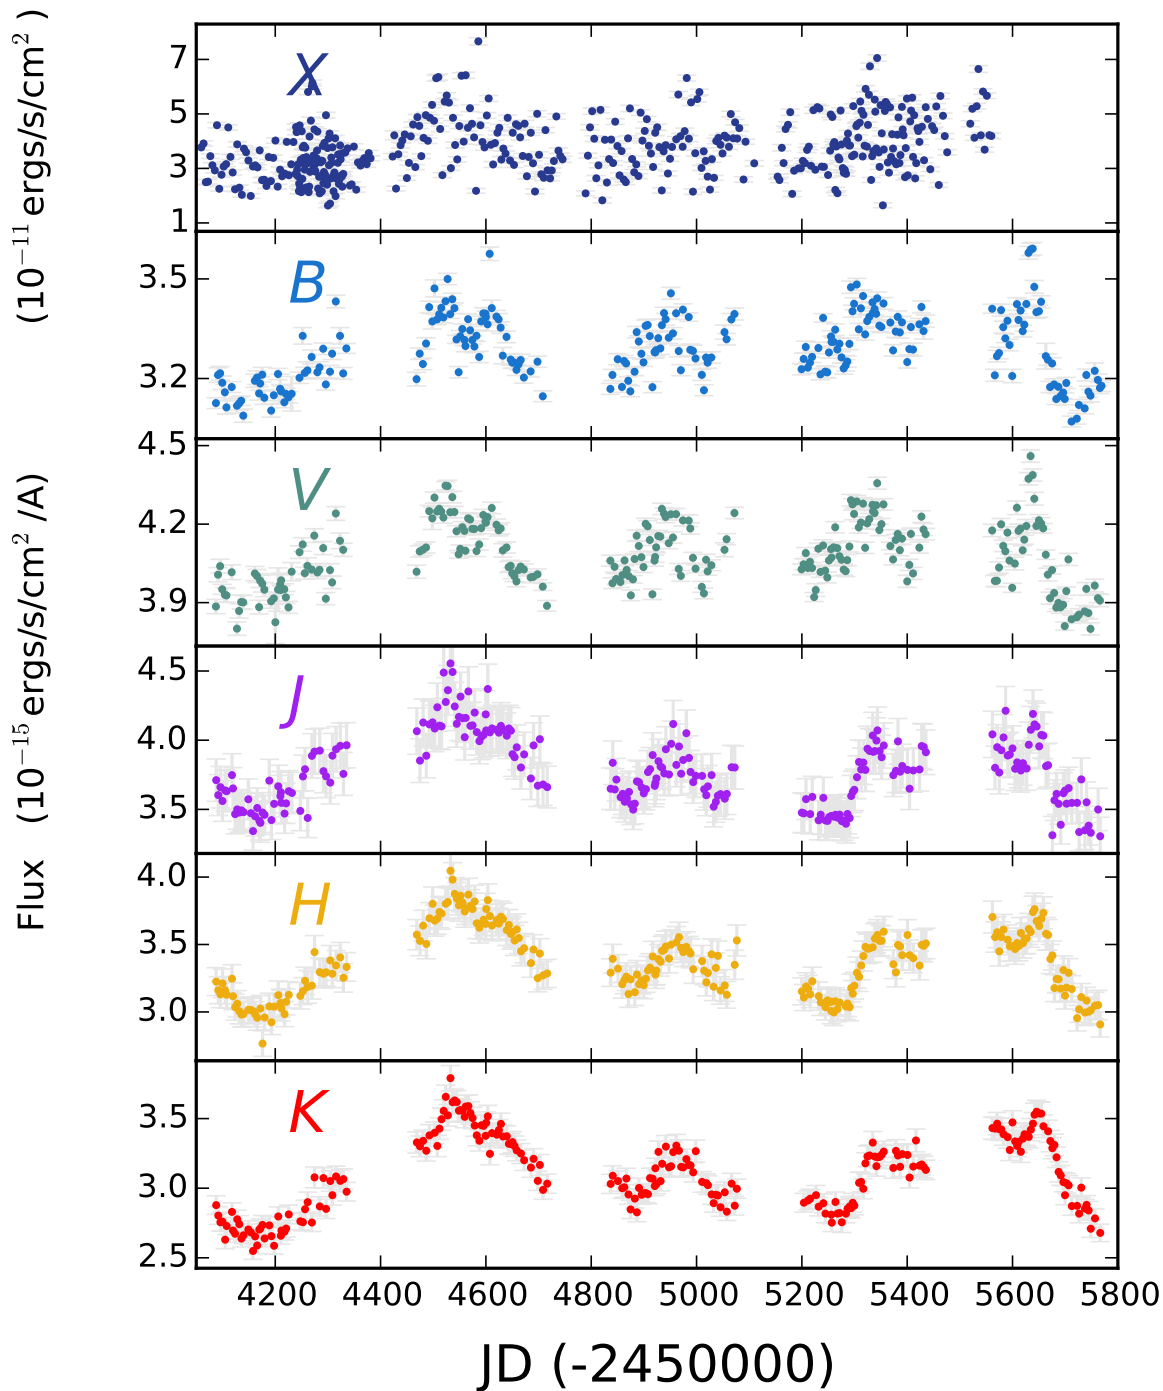 (10⁻¹¹ ergs/s/cm²)
Flux (10⁻¹⁵ ergs/s/cm² /A)
X
7
5
3
1
B
3.5
3.2
V
4.5
4.2
3.9
J
4.5
4.0
3.5
H
4.0
3.5
3.0
K
3.5
3.0
2.5
4200 4400 4600 4800 5000 5200 5400 5600 5800
JD (-2450000)